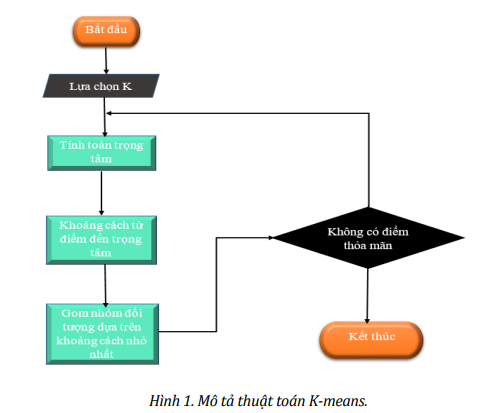 Bắt đầu
Lựa chọn K
Tính toán trọng
tâm
Khoảng cách từ
điểm đến trọng
tâm
Gom nhóm đối
tượng dựa trên
khoảng cách nhỏ
nhất
Không có điểm
thỏa mãn
Kết thúc
Hình 1. Mô tả thuật toán K-means.